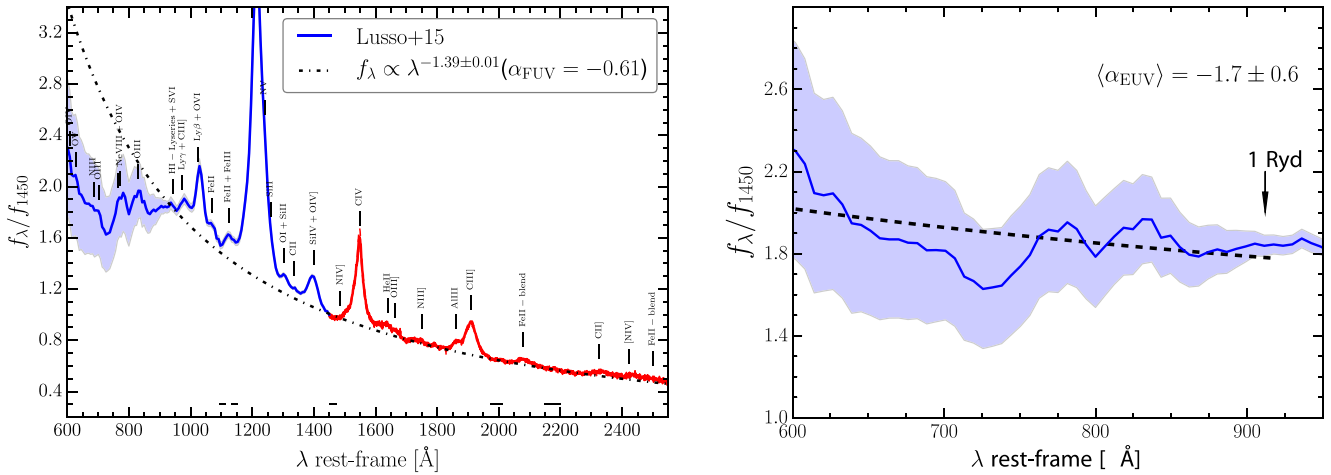 3.2
2.8
2.4
2.0
1.6
1.2
0.8
0.4
f_λ/f_1450
600 800 1000 1200 1400 1600 1800 2000 2200 2400
λ rest-frame [Å]
Lusso+15
f_λ ∝ λ^−1.39±0.01 (α_FUV = −0.61)
OV
NIII
OIII
NeVIII + OIV
OIII
HI − Lyseries + SVI
Lyγ + CIII]
Lyβ + OVI
FeII
FeII + FeIII
NV
SiII
OI + SiII
CII
SiIV + OIV]
NIV]
CIV
HeII
OIII]
NIII]
AlIII
CIII]
FeII − blend
CII]
[NIV]
FeII − blend
2.6
2.2
1.8
1.4
1.0
f_λ/f_1450
⟨α_EUV⟩ = −1.7 ± 0.6
1 Ryd
600 700 800 900
λ rest-frame [ Å]